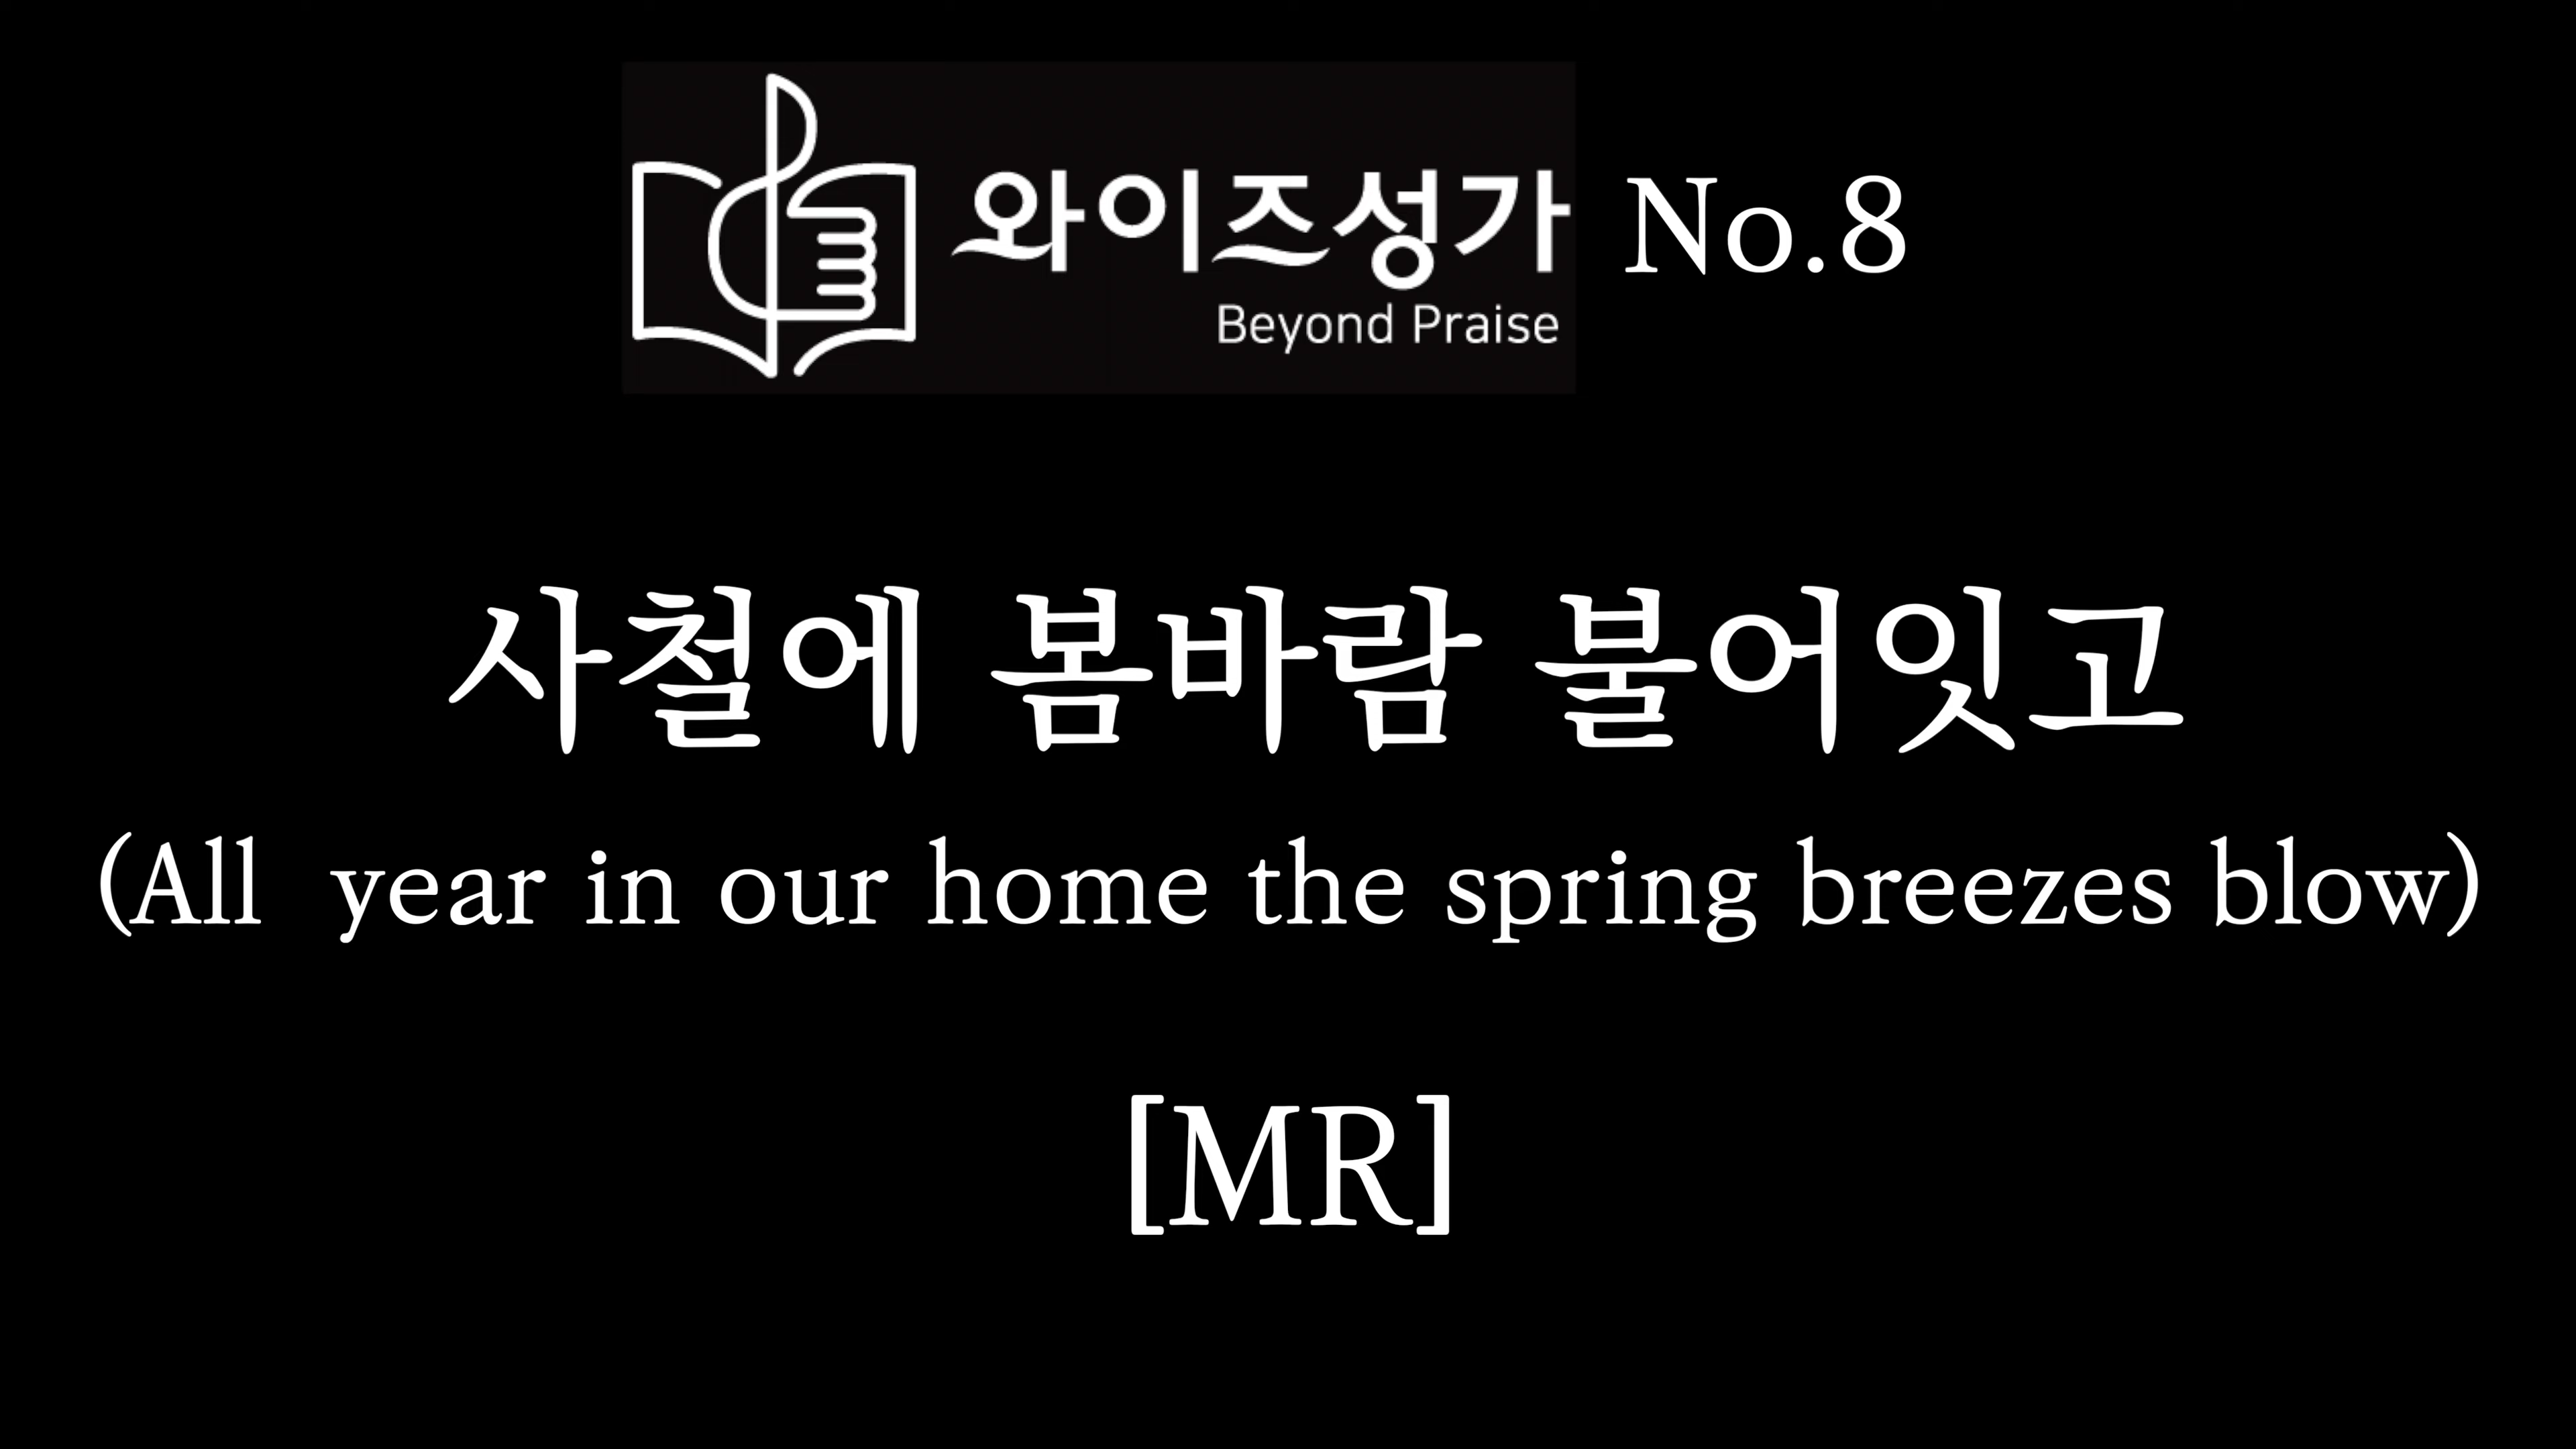 와이즈성가 No.8
Beyond Praise
사철에 봄바람 불어잇고
(All year in our home the spring breezes blow)
[MR]